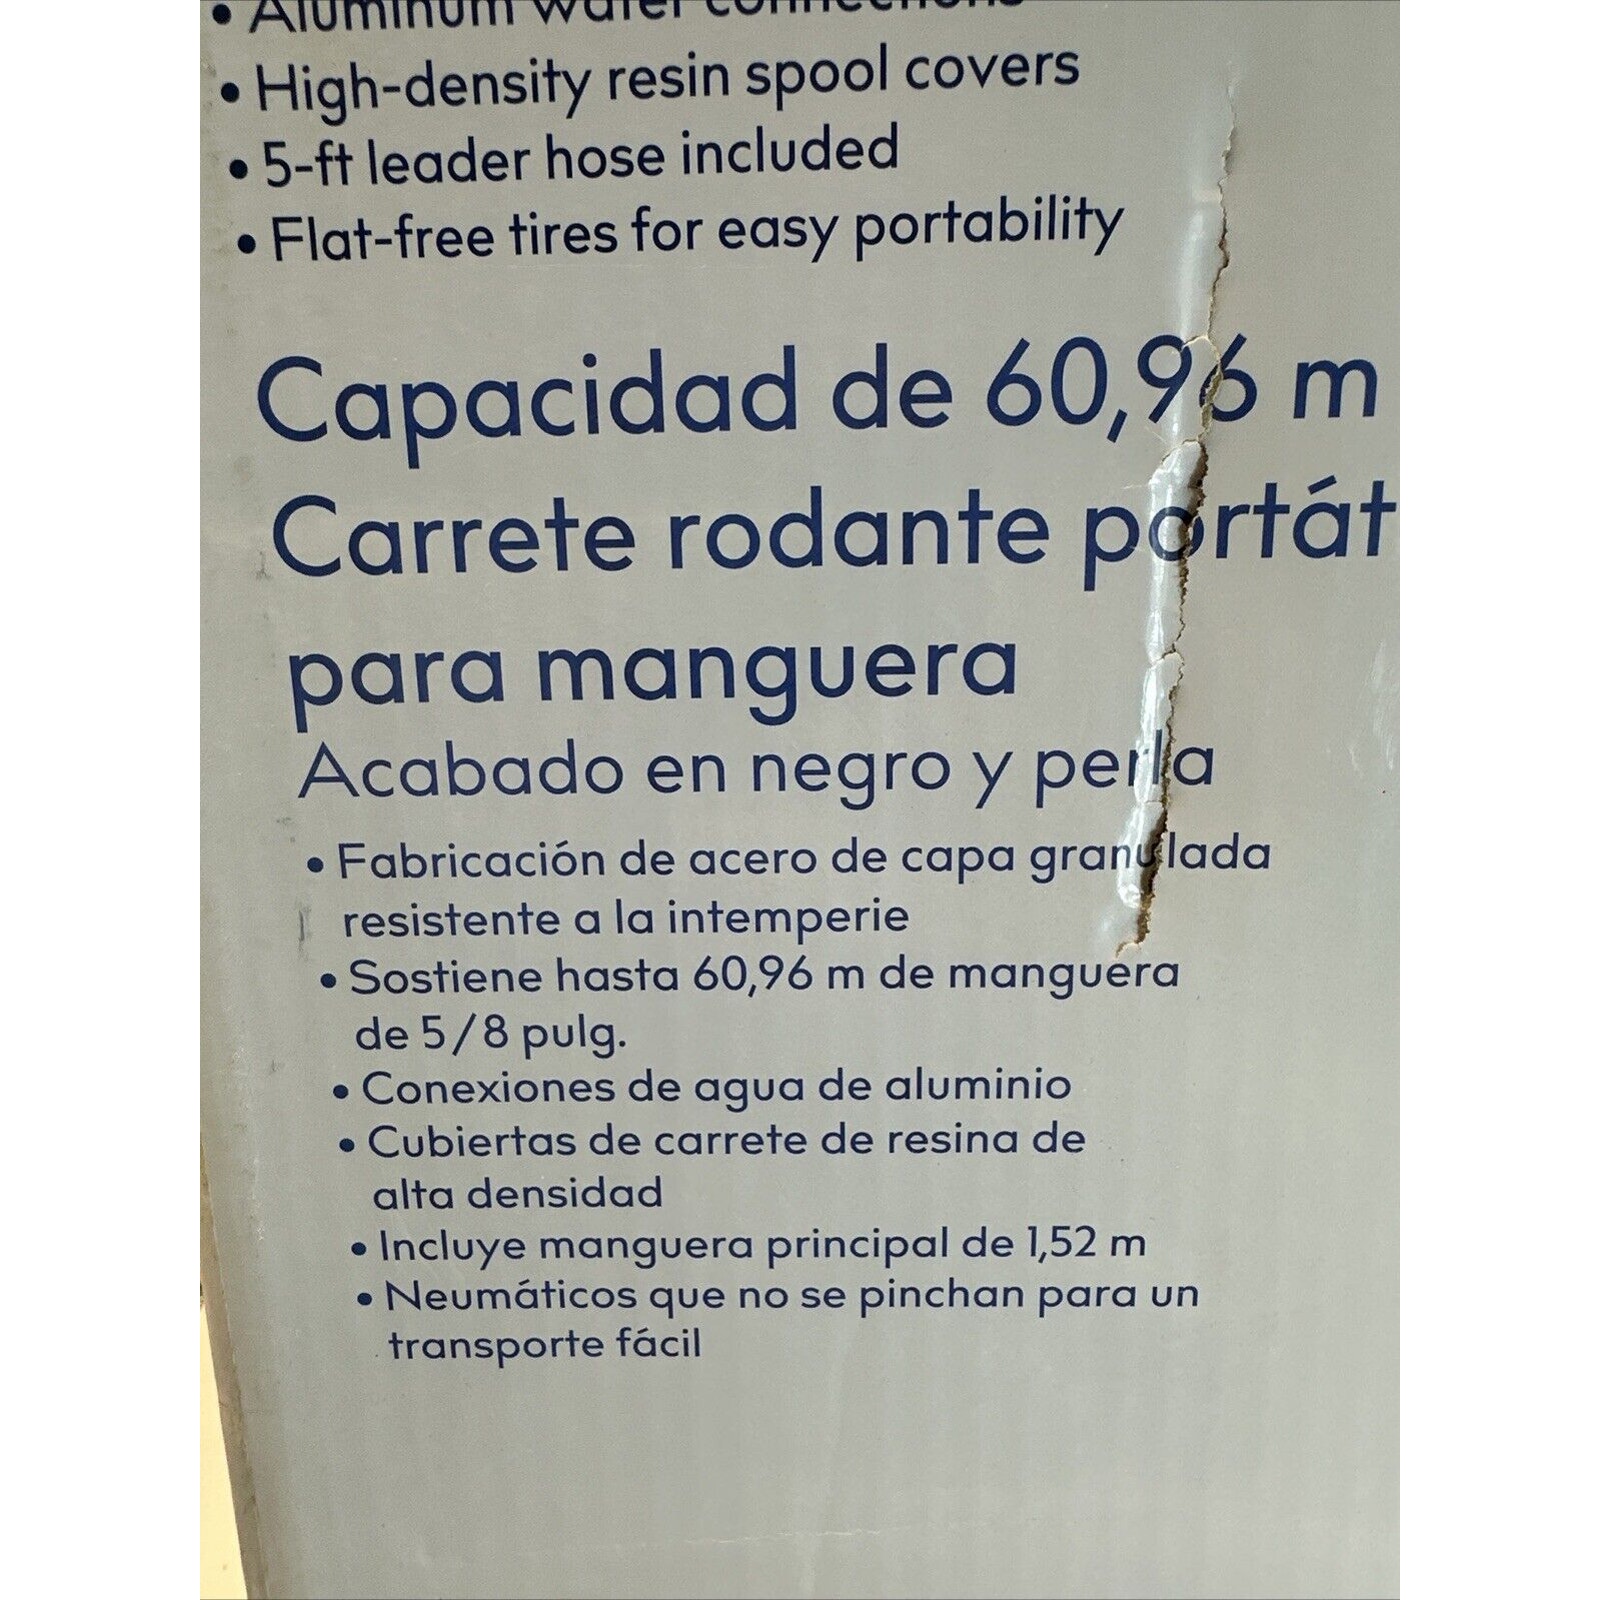 • Aluminum water connections
• High-density resin spool covers
• 5-ft leader hose included
• Flat-free tires for easy portability
Capacidad de 60,96 m
Carrete rodante portát
para manguera
Acabado en negro y perla
• Fabricación de acero de capa granulada
resistente a la intemperie
• Sostiene hasta 60,96 m de manguera
de 5/8 pulg.
• Conexiones de agua de aluminio
• Cubiertas de carrete de resina de
alta densidad
• Incluye manguera principal de 1,52 m
• Neumáticos que no se pinchan para un
transporte fácil